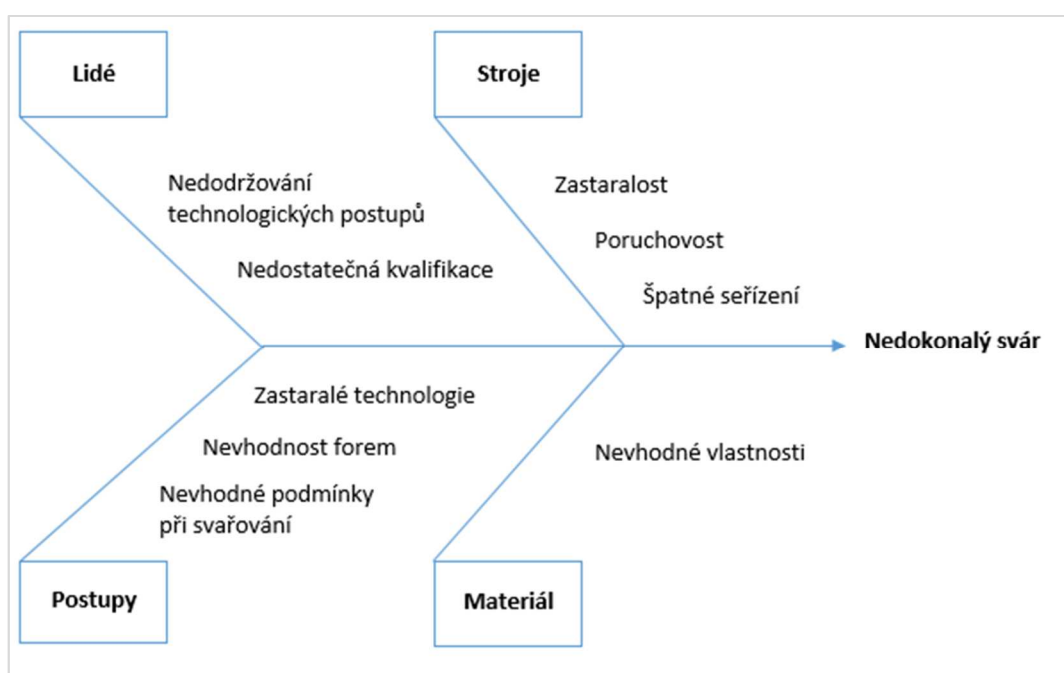 Lidé
Stroje
Nedodržování
technologických postupů
Nedostatečná kvalifikace
Zastaralost
Poruchovost
Špatné seřízení
Nedokonalý svár
Zastaralé technologie
Nevhodnost forem
Nevhodné podmínky
při svařování
Nevhodné vlastnosti
Postupy
Materiál